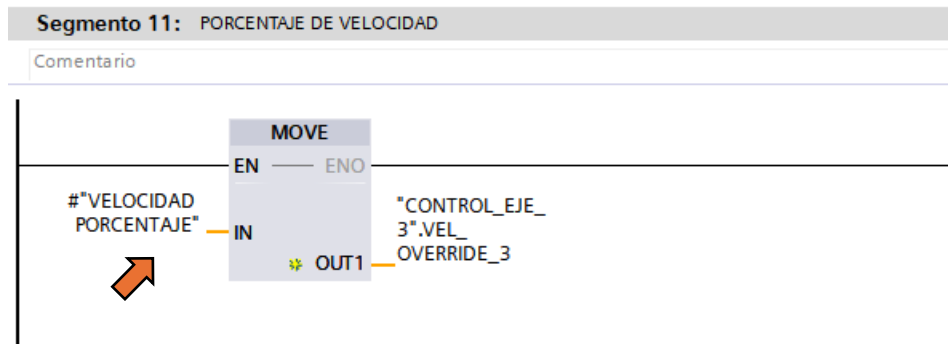 Segmento 11: PORCENTAJE DE VELOCIDAD
Comentario
MOVE
EN ENO
#"VELOCIDAD
PORCENTAJE"
IN
OUT1
"CONTROL_EJE_
3".VEL_
OVERRIDE_3